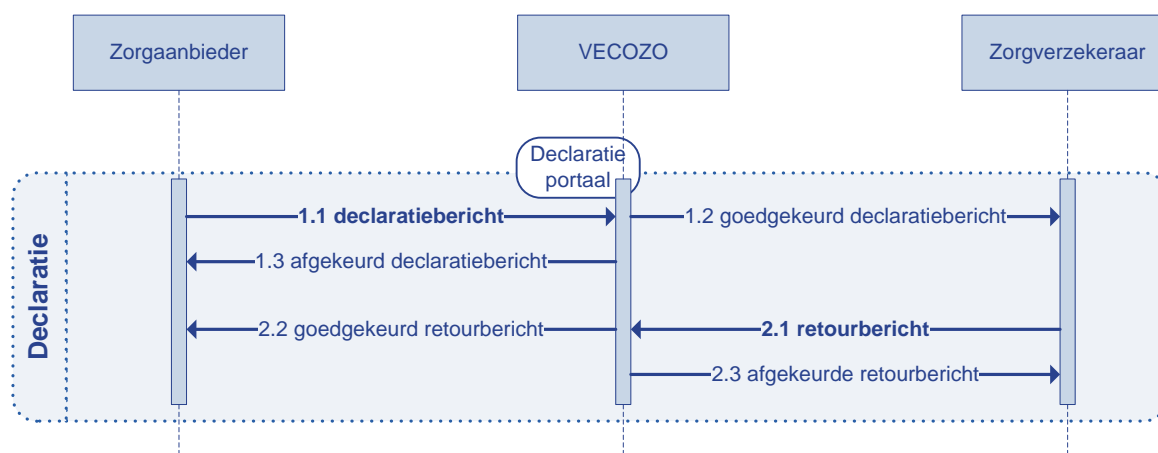 Zorgaanbieder
VECOZO
Zorgverzekeraar
Declaratie
portaal
Declaratie
1.1 declaratiebericht
1.2 goedgekeurd declaratiebericht
1.3 afgekeurd declaratiebericht
2.2 goedgekeurd retourbericht
2.1 retourbericht
2.3 afgekeurde retourbericht